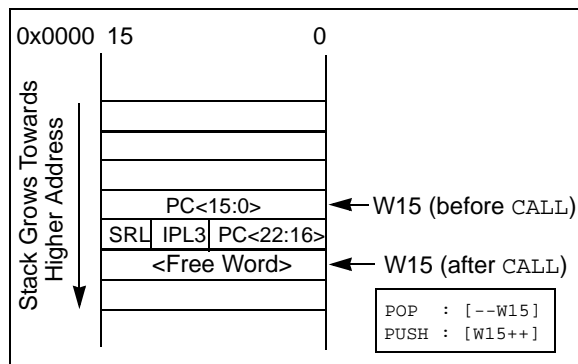 0x0000 15 0
Stack Grows Towards
Higher Address
PC<15:0>
W15 (before CALL)
SRL IPL3 PC<22:16>
<Free Word>
W15 (after CALL)
POP : [--W15]
PUSH : [W15++]